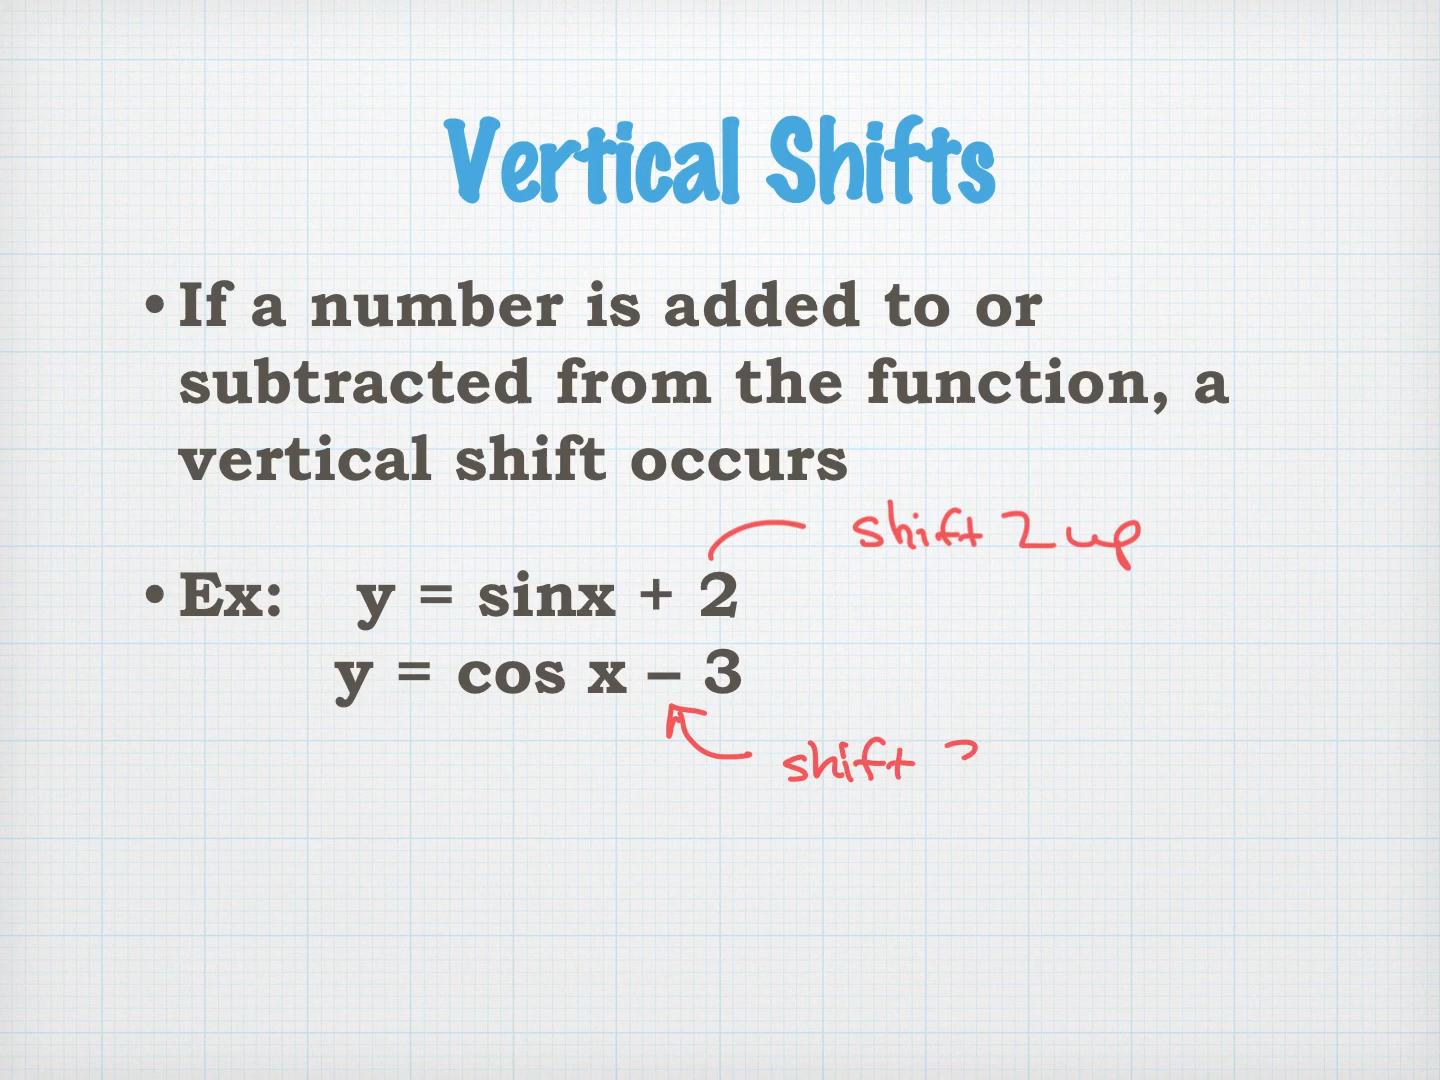 Vertical Shifts
• If a number is added to or
subtracted from the function, a
vertical shift occurs
shift 2 up
• Ex: y = sinx + 2
y = cos x – 3
shift